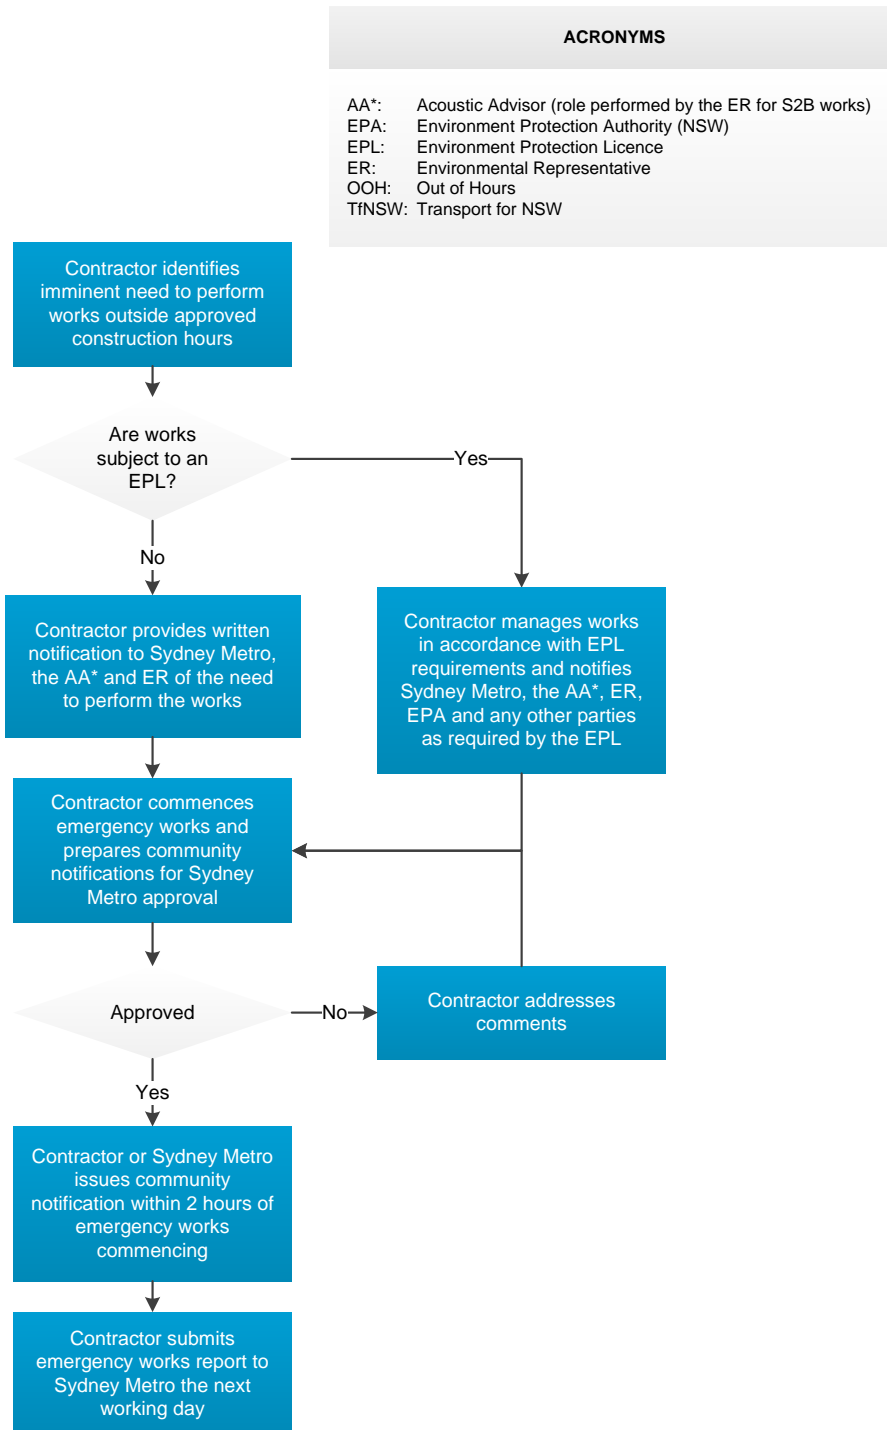 ACRONYMS
AA*: Acoustic Advisor (role performed by the ER for S2B works)
EPA: Environment Protection Authority (NSW)
EPL: Environment Protection Licence
ER: Environmental Representative
OOH: Out of Hours
TfNSW: Transport for NSW
Contractor identifies
imminent need to perform
works outside approved
construction hours
Are works
subject to an
EPL?
Yes
No
Contractor provides written
notification to Sydney Metro,
the AA* and ER of the need
to perform the works
Contractor manages works
in accordance with EPL
requirements and notifies
Sydney Metro, the AA*, ER,
EPA and any other parties
as required by the EPL
Contractor commences
emergency works and
prepares community
notifications for Sydney
Metro approval
Approved
No
Contractor addresses
comments
Yes
Contractor or Sydney Metro
issues community
notification within 2 hours of
emergency works
commencing
Contractor submits
emergency works report to
Sydney Metro the next
working day